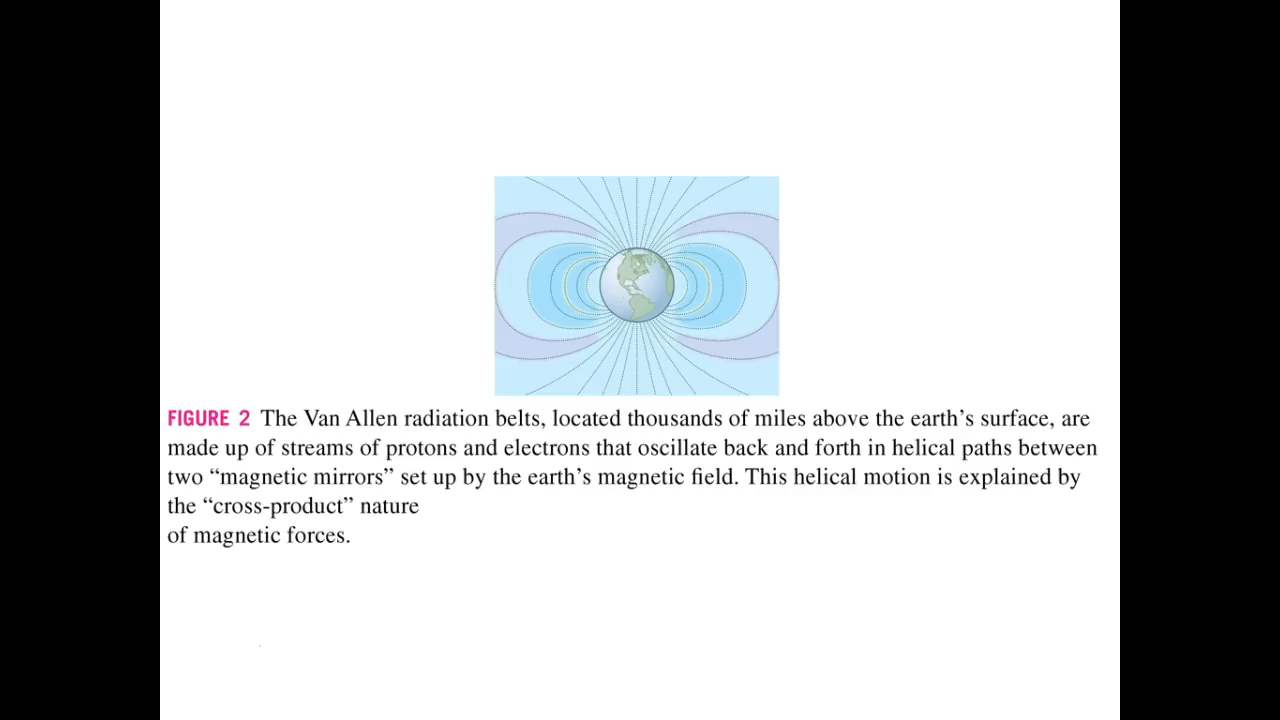 FIGURE 2 The Van Allen radiation belts, located thousands of miles above the earth’s surface, are
made up of streams of protons and electrons that oscillate back and forth in helical paths between
two “magnetic mirrors” set up by the earth’s magnetic field. This helical motion is explained by
the “cross-product” nature
of magnetic forces.